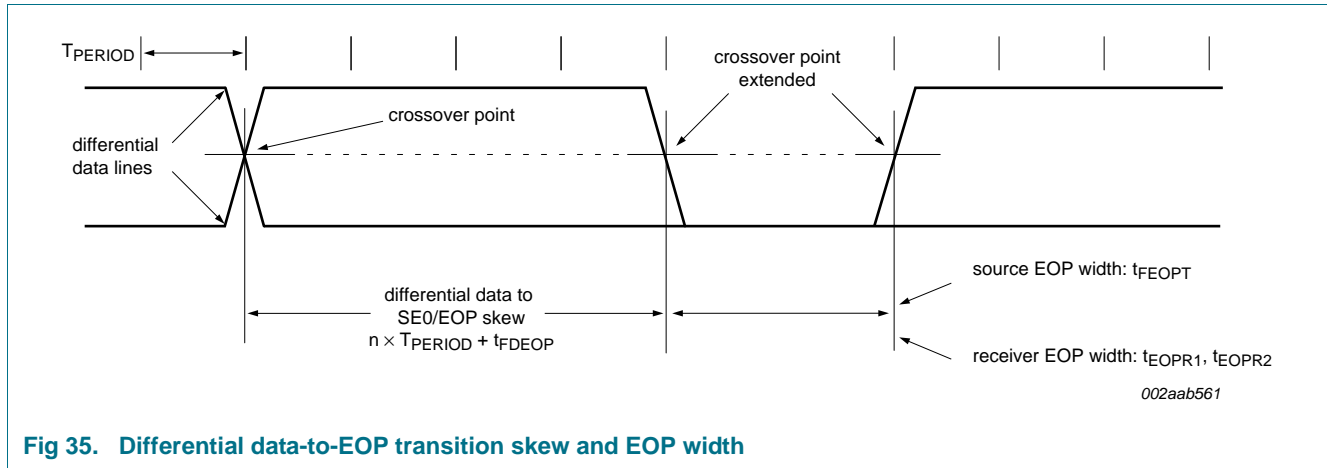 TPERIOD
crossover point
extended
crossover point
differential
data lines
differential data to
SE0/EOP skew
n × TPERIOD + tFDEOP
source EOP width: tFEOPT
receiver EOP width: tEOPR1, tEOPR2
002aab561
Fig 35. Differential data-to-EOP transition skew and EOP width